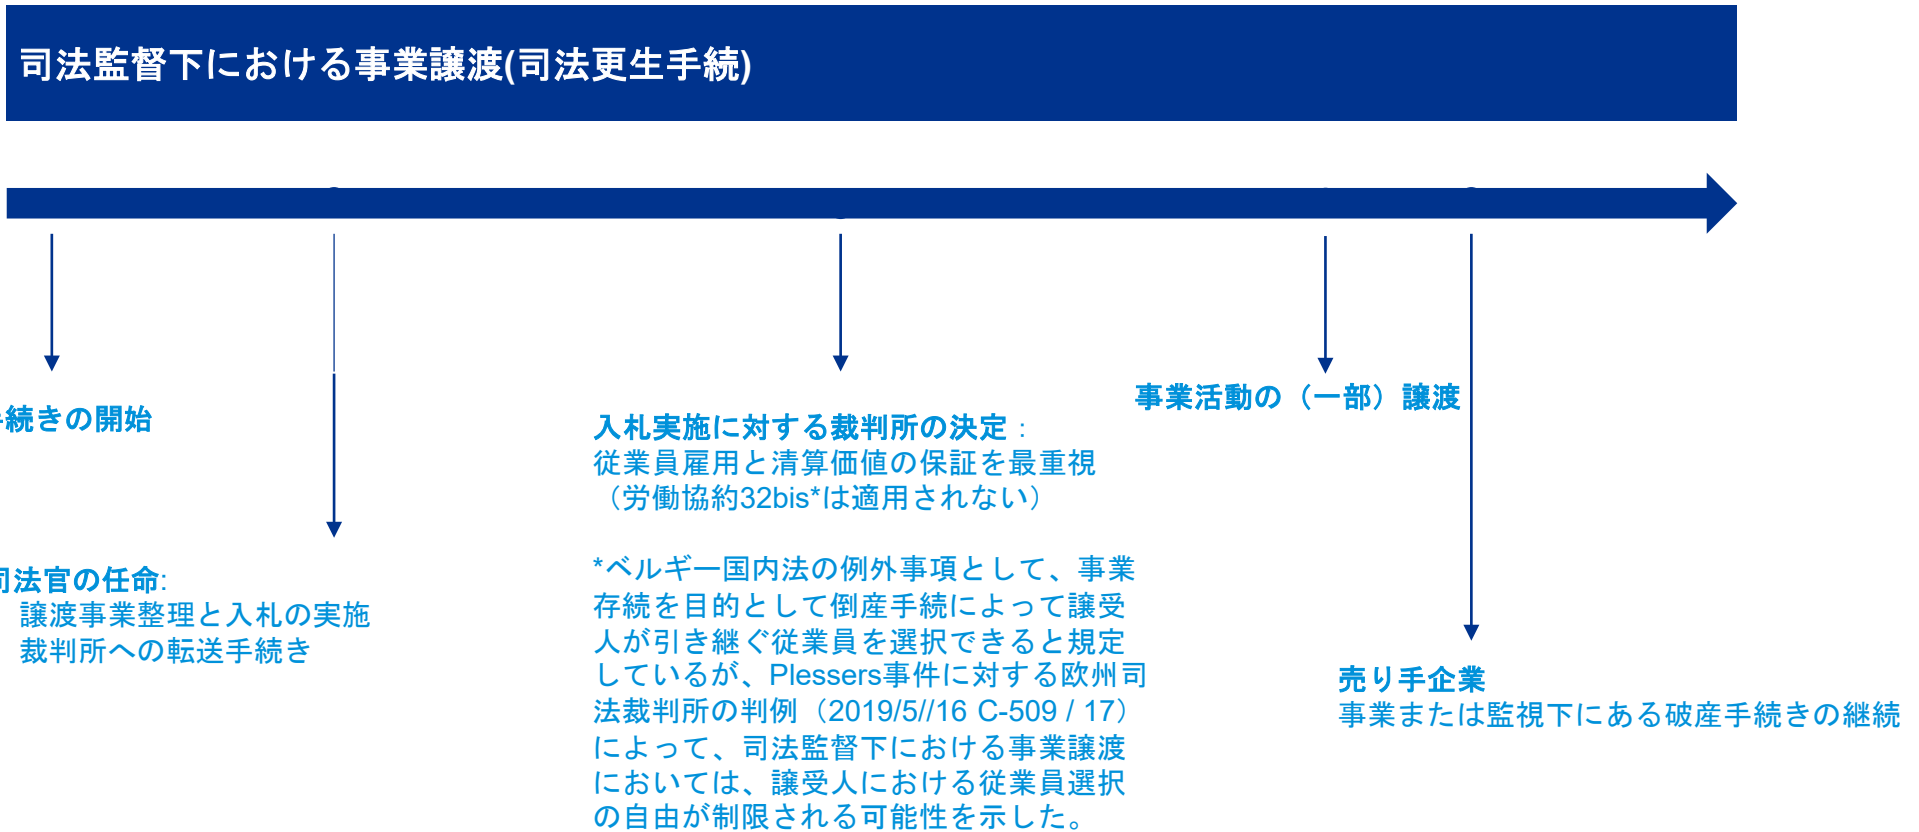 司法監督下における事業譲渡(司法更生手続)
続きの開始
司法官の任命:
譲渡事業整理と入札の実施
裁判所への転送手続き
入札実施に対する裁判所の決定：
従業員雇用と清算価値の保証を最重視
（労働協約32bis*は適用されない）
*ベルギー国内法の例外事項として、事業
存続を目的として倒産手続によって譲受
人が引き継ぐ従業員を選択できると規定
しているが、Plessers事件に対する欧州司
法裁判所の判例（2019/5//16 C-509 / 17）
によって、司法監督下における事業譲渡
においては、譲受人における従業員選択
の自由が制限される可能性を示した。
事業活動の（一部）譲渡
売り手企業
事業または監視下にある破産手続きの継続